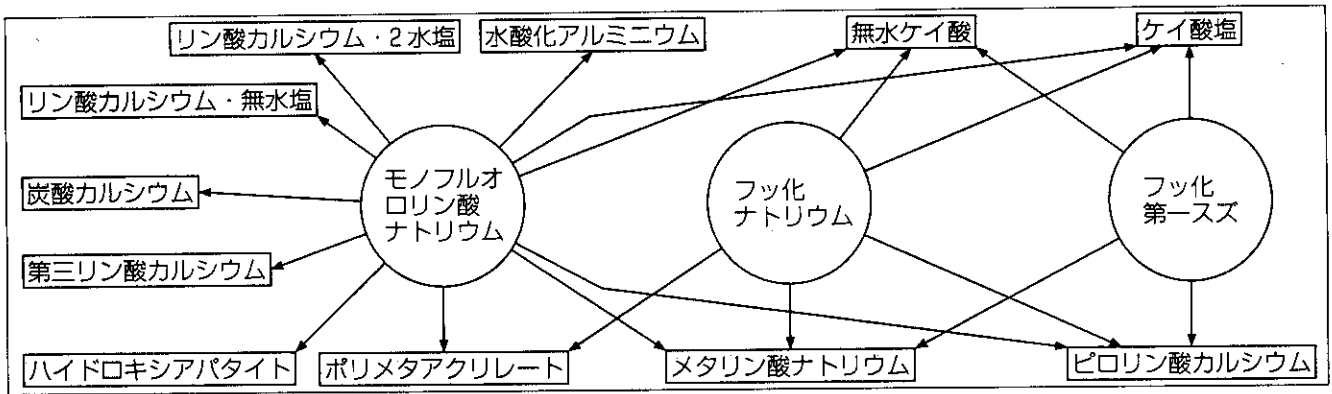 リン酸カルシウム・2水塩
水酸化アルミニウム
無水ケイ酸
ケイ酸塩
リン酸カルシウム・無水塩
炭酸カルシウム
モノフルオ
ロリン酸
ナトリウム
フッ化
ナトリウム
フッ化
第一スズ
第三リン酸カルシウム
ハイドロキシアパタイト
ポリメタアクリレート
メタリン酸ナトリウム
ピロリン酸カルシウム